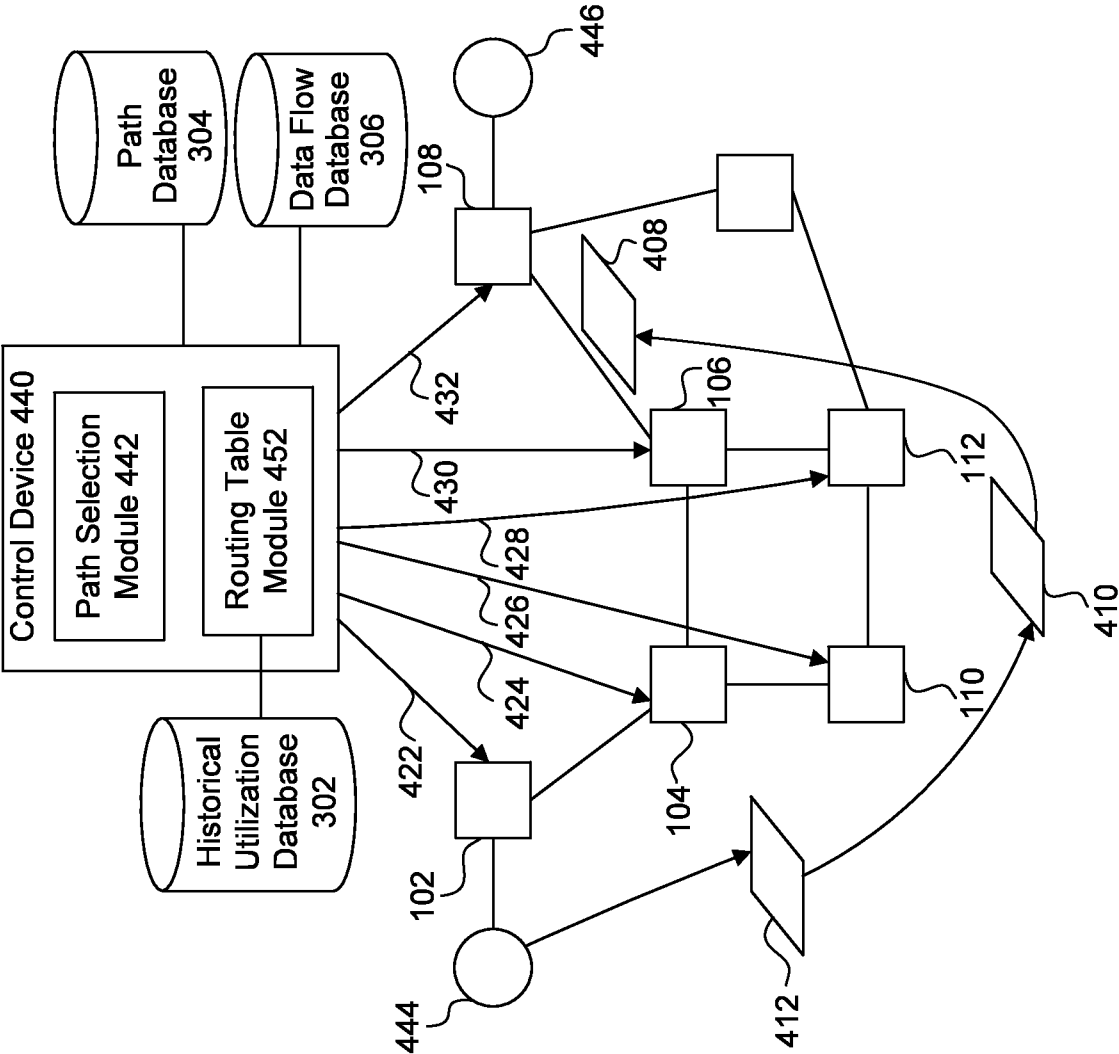 Control Device 440
Path Selection
Module 442
Routing Table
Module 452
Historical
Utilization
Database
302
Path
Database
304
Data Flow
Database
306
422
424
426
428
430
432
102
108
444
446
104
106
408
110
112
412
410